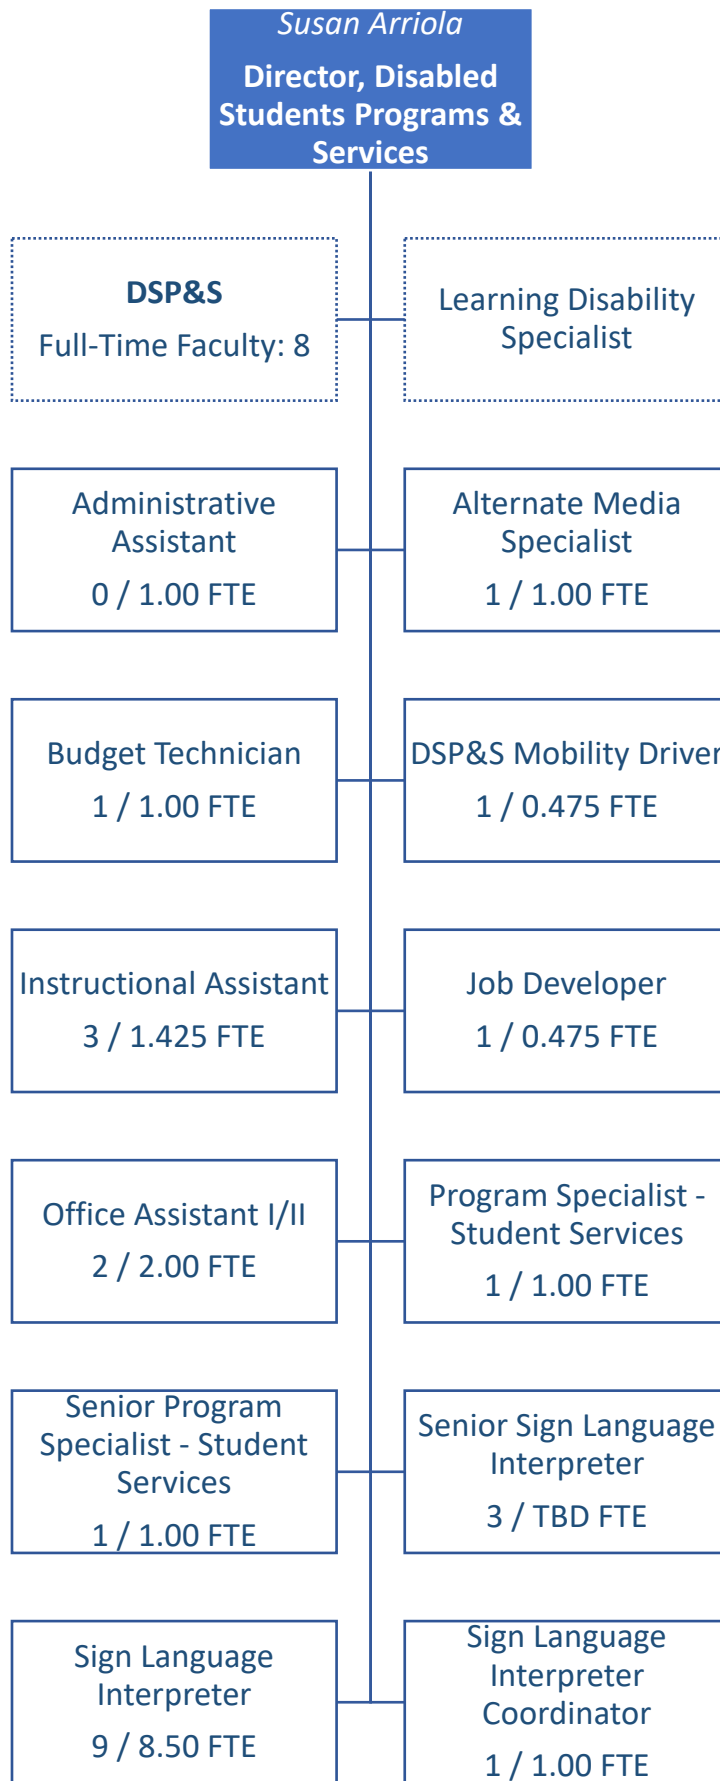 Susan Arriola
Director, Disabled
Students Programs &
Services
DSP&S
Full-Time Faculty: 8
Learning Disability
Specialist
Administrative
Assistant
0 / 1.00 FTE
Alternate Media
Specialist
1 / 1.00 FTE
Budget Technician
1 / 1.00 FTE
DSP&S Mobility Driver
1 / 0.475 FTE
Instructional Assistant
3 / 1.425 FTE
Job Developer
1 / 0.475 FTE
Office Assistant I/II
2 / 2.00 FTE
Program Specialist -
Student Services
1 / 1.00 FTE
Senior Program
Specialist - Student
Services
1 / 1.00 FTE
Senior Sign Language
Interpreter
3 / TBD FTE
Sign Language
Interpreter
9 / 8.50 FTE
Sign Language
Interpreter
Coordinator
1 / 1.00 FTE